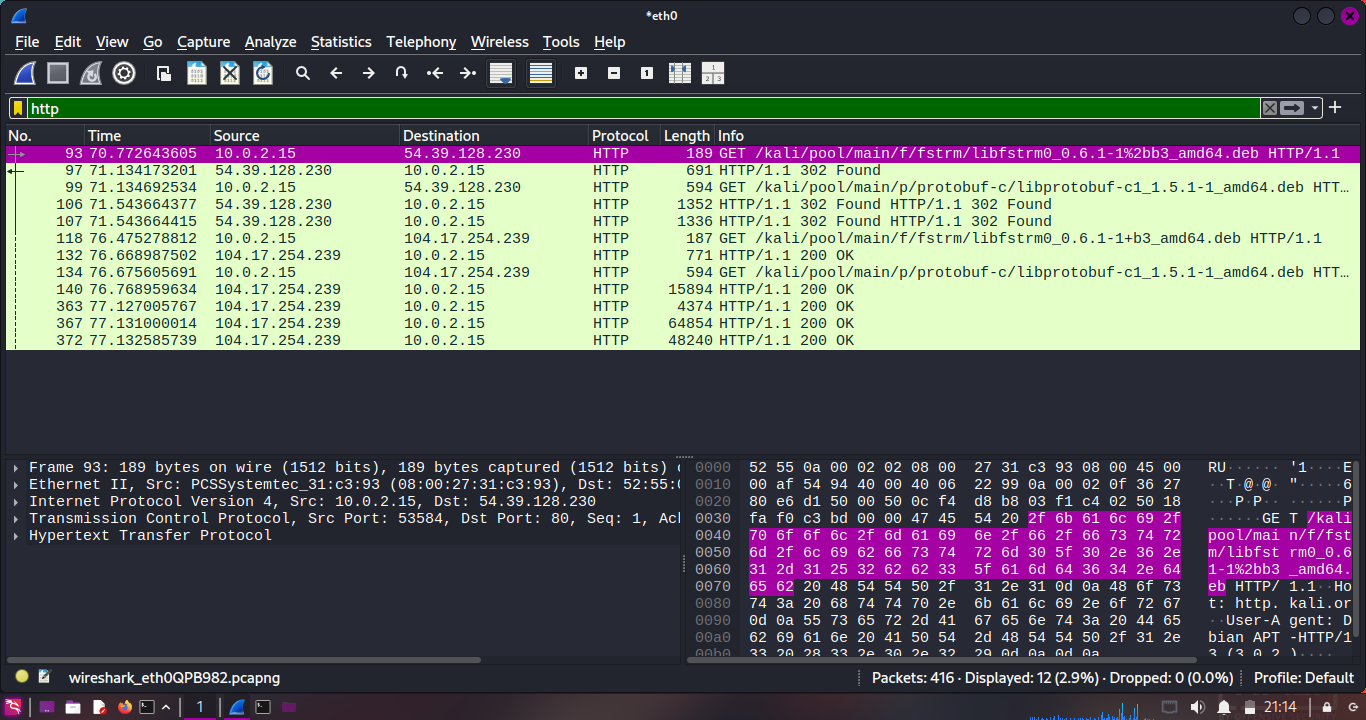 *eth0
File Edit View Go Capture Analyze Statistics Telephony Wireless Tools Help
http
No. Time Source Destination Protocol Length Info
93 70.772643605 10.0.2.15 54.39.128.230 HTTP 189 GET /kali/pool/main/f/fstrm/libfstrm0_0.6.1-1%2bb3_amd64.deb HTTP/1.1
97 71.134173201 54.39.128.230 10.0.2.15 HTTP 691 HTTP/1.1 302 Found
99 71.134692534 10.0.2.15 54.39.128.230 HTTP 594 GET /kali/pool/main/p/protobuf-c/libprotobuf-c1_1.5.1-1_amd64.deb HTT…
106 71.543664377 54.39.128.230 10.0.2.15 HTTP 1352 HTTP/1.1 302 Found HTTP/1.1 302 Found
107 71.543664415 54.39.128.230 10.0.2.15 HTTP 1336 HTTP/1.1 302 Found HTTP/1.1 302 Found
118 76.475278812 10.0.2.15 104.17.254.239 HTTP 187 GET /kali/pool/main/f/fstrm/libfstrm0_0.6.1-1+b3_amd64.deb HTTP/1.1
132 76.668987502 104.17.254.239 10.0.2.15 HTTP 771 HTTP/1.1 200 OK
134 76.675605691 10.0.2.15 104.17.254.239 HTTP 594 GET /kali/pool/main/p/protobuf-c/libprotobuf-c1_1.5.1-1_amd64.deb HTT…
140 76.768959634 104.17.254.239 10.0.2.15 HTTP 15894 HTTP/1.1 200 OK
363 77.127005767 104.17.254.239 10.0.2.15 HTTP 4374 HTTP/1.1 200 OK
367 77.131000014 104.17.254.239 10.0.2.15 HTTP 64854 HTTP/1.1 200 OK
372 77.132585739 104.17.254.239 10.0.2.15 HTTP 48240 HTTP/1.1 200 OK
Frame 93: 189 bytes on wire (1512 bits), 189 bytes captured (1512 bits) o
Ethernet II, Src: PCSSystemtec_31:c3:93 (08:00:27:31:c3:93), Dst: 52:55:0
Internet Protocol Version 4, Src: 10.0.2.15, Dst: 54.39.128.230
Transmission Control Protocol, Src Port: 53584, Dst Port: 80, Seq: 1, Ack
Hypertext Transfer Protocol
0000 52 55 0a 00 02 02 08 00 27 31 c3 93 08 00 45 00 RU······ '1····E
0010 00 af 54 94 40 00 40 06 22 99 0a 00 02 0f 36 27 ··T·@·@· "·····6
0020 80 e6 d1 50 00 50 0c f4 d8 b8 03 f1 c4 02 50 18 ···P·P·· ······P
0030 fa f0 c3 bd 00 00 47 45 54 20 2f 6b 61 6c 69 2f ······GE T /kali
0040 70 6f 6f 6c 2f 6d 61 69 6e 2f 66 2f 66 73 74 72 pool/mai n/f/fst
0050 6d 2f 6c 69 62 66 73 74 72 6d 30 5f 30 2e 36 2e m/libfst rm0_0.6
0060 31 2d 31 25 32 62 62 33 5f 61 6d 64 36 34 2e 64 1-1%2bb3 _amd64.
0070 65 62 20 48 54 54 50 2f 31 2e 31 0d 0a 48 6f 73 eb HTTP/ 1.1··Ho
0080 74 3a 20 68 74 74 70 2e 6b 61 6c 69 2e 6f 72 67 t: http. kali.or
0090 0d 0a 55 73 65 72 2d 41 67 65 6e 74 3a 20 44 65 ··User-A gent: D
00a0 62 69 61 6e 20 41 50 54 2d 48 54 54 50 2f 31 2e bian APT -HTTP/1
00b0 33 20 28 33 2e 30 2e 32 29 0d 0a 0d 0a 3 (3.0.2 )····
wireshark_eth0QPB982.pcapng
Packets: 416 · Displayed: 12 (2.9%) · Dropped: 0 (0.0%)
Profile: Default
1
21:14